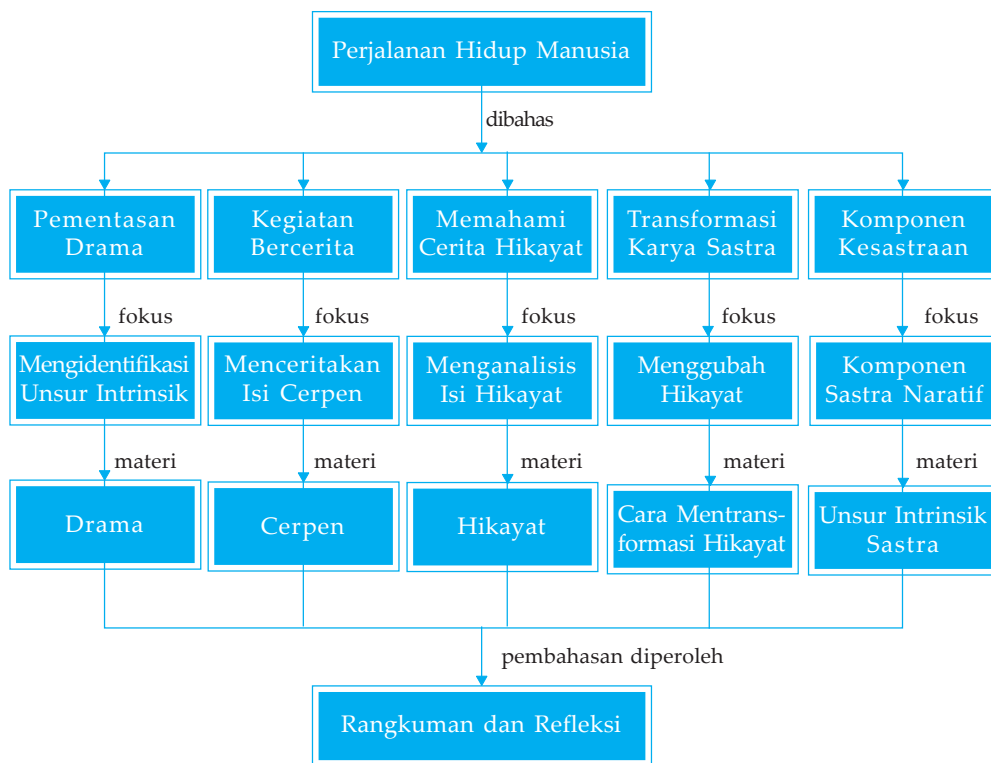 Perjalanan Hidup Manusia
dibahas
Pementasan
Drama
Kegiatan
Bercerita
Memahami
Cerita Hikayat
Transformasi
Karya Sastra
Komponen
Kesastraan
fokus
fokus
fokus
fokus
fokus
Mengidentifikasi
Unsur Intrinsik
Menceritakan
Isi Cerpen
Menganalisis
Isi Hikayat
Menggubah
Hikayat
Komponen
Sastra Naratif
materi
materi
materi
materi
materi
Drama
Cerpen
Hikayat
Cara Mentrans-
formasi Hikayat
Unsur Intrinsik
Sastra
pembahasan diperoleh
Rangkuman dan Refleksi